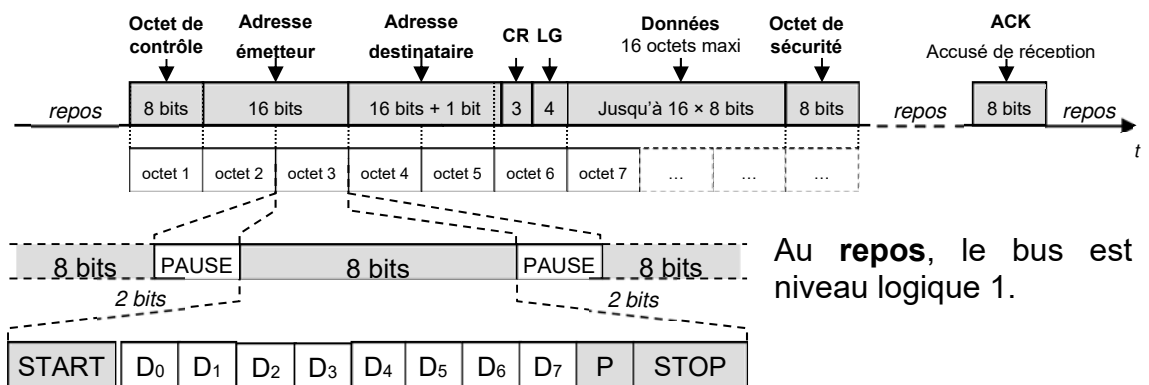 Octet de contrôle
Adresse émetteur
Adresse destinataire
CR LG
Données
16 octets maxi
Octet de sécurité
ACK
Accusé de réception
repos
8 bits
16 bits
16 bits + 1 bit
3
4
Jusqu'à 16 × 8 bits
8 bits
repos
8 bits
repos
t
octet 1
octet 2
octet 3
octet 4
octet 5
octet 6
octet 7
...
...
...
8 bits
PAUSE
8 bits
PAUSE
8 bits
2 bits
2 bits
Au repos, le bus est
niveau logique 1.
START
D0
D1
D2
D3
D4
D5
D6
D7
P
STOP